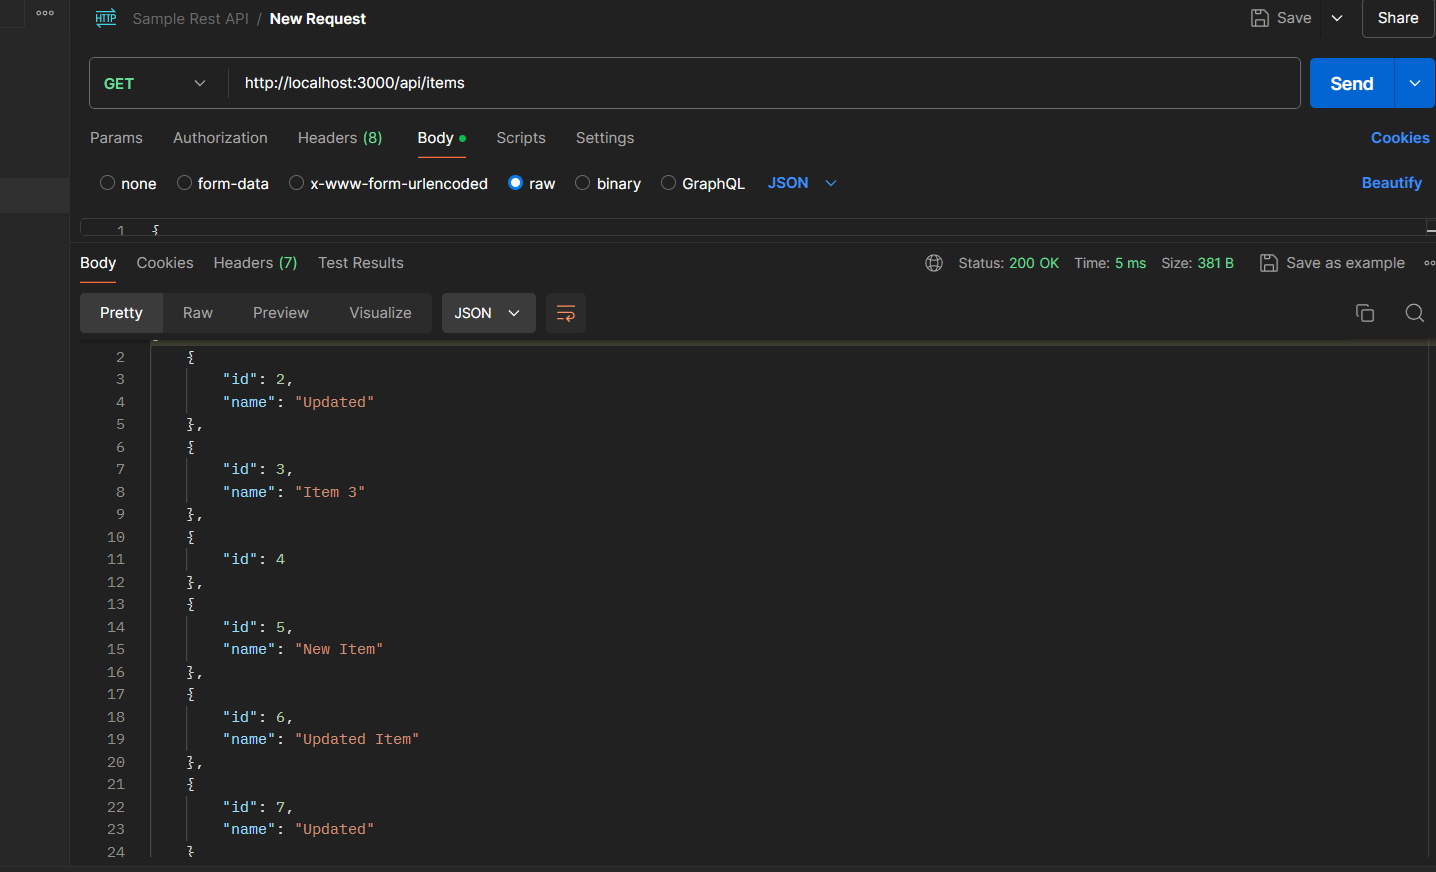 Sample Rest API / New Request Save Share
GET http://localhost:3000/api/items Send
Params Authorization Headers (8) Body Scripts Settings Cookies
none form-data x-www-form-urlencoded raw binary GraphQL JSON Beautify
1 {
Body Cookies Headers (7) Test Results Status: 200 OK Time: 5 ms Size: 381 B Save as example
Pretty Raw Preview Visualize JSON
2 {
3 "id": 2,
4 "name": "Updated"
5 },
6 {
7 "id": 3,
8 "name": "Item 3"
9 },
10 {
11 "id": 4
12 },
13 {
14 "id": 5,
15 "name": "New Item"
16 },
17 {
18 "id": 6,
19 "name": "Updated Item"
20 },
21 {
22 "id": 7,
23 "name": "Updated"
24 }